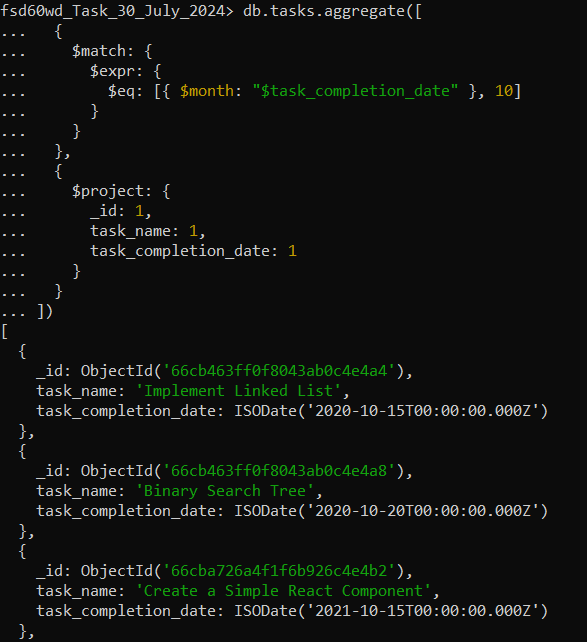 fsd60wd_Task_30_July_2024> db.tasks.aggregate([
...   {
...     $match: {
...       $expr: {
...         $eq: [{ $month: "$task_completion_date" }, 10]
...       }
...     }
...   },
...   {
...     $project: {
...       _id: 1,
...       task_name: 1,
...       task_completion_date: 1
...     }
...   }
... ])
[
  {
    _id: ObjectId('66cb463ff0f8043ab0c4e4a4'),
    task_name: 'Implement Linked List',
    task_completion_date: ISODate('2020-10-15T00:00:00.000Z')
  },
  {
    _id: ObjectId('66cb463ff0f8043ab0c4e4a8'),
    task_name: 'Binary Search Tree',
    task_completion_date: ISODate('2020-10-20T00:00:00.000Z')
  },
  {
    _id: ObjectId('66cba726a4f1f6b926c4e4b2'),
    task_name: 'Create a Simple React Component',
    task_completion_date: ISODate('2021-10-15T00:00:00.000Z')
  },